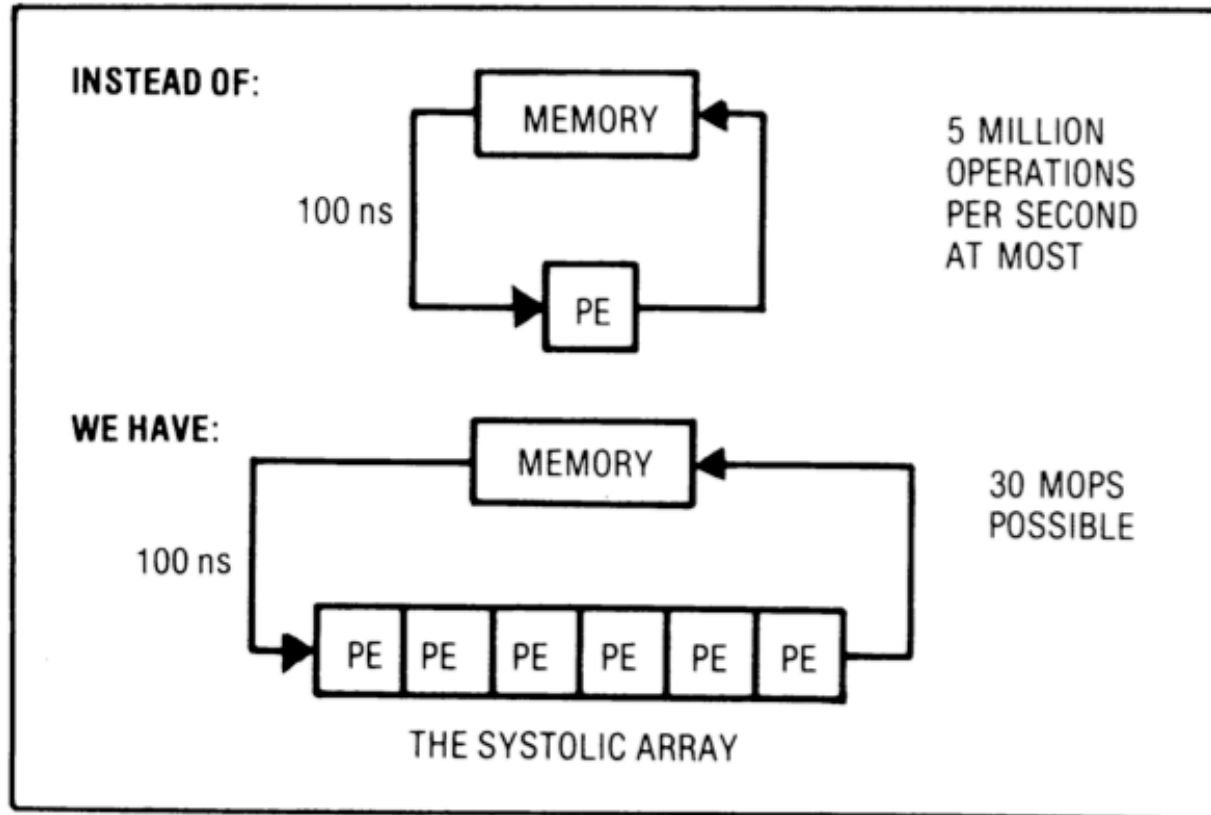 INSTEAD OF:
MEMORY
5 MILLION
OPERATIONS
PER SECOND
AT MOST
100 ns
PE
WE HAVE:
MEMORY
30 MOPS
POSSIBLE
100 ns
PE PE PE PE PE PE
THE SYSTOLIC ARRAY